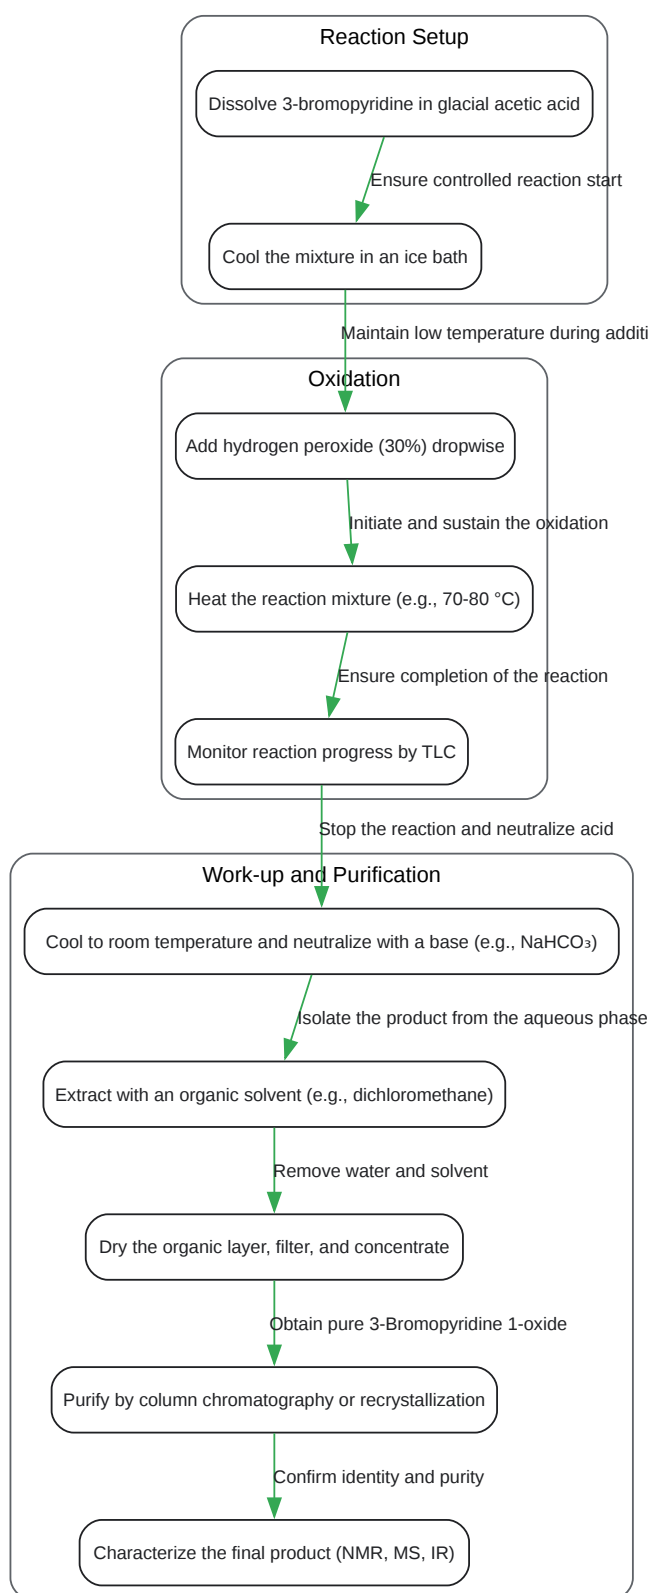 Reaction Setup
Dissolve 3-bromopyridine in glacial acetic acid
Ensure controlled reaction start
Cool the mixture in an ice bath
Maintain low temperature during additi
Oxidation
Add hydrogen peroxide (30%) dropwise
Initiate and sustain the oxidation
Heat the reaction mixture (e.g., 70-80 °C)
Ensure completion of the reaction
Monitor reaction progress by TLC
Stop the reaction and neutralize acid
Work-up and Purification
Cool to room temperature and neutralize with a base (e.g., NaHCO₃)
Isolate the product from the aqueous phase
Extract with an organic solvent (e.g., dichloromethane)
Remove water and solvent
Dry the organic layer, filter, and concentrate
Obtain pure 3-Bromopyridine 1-oxide
Purify by column chromatography or recrystallization
Confirm identity and purity
Characterize the final product (NMR, MS, IR)